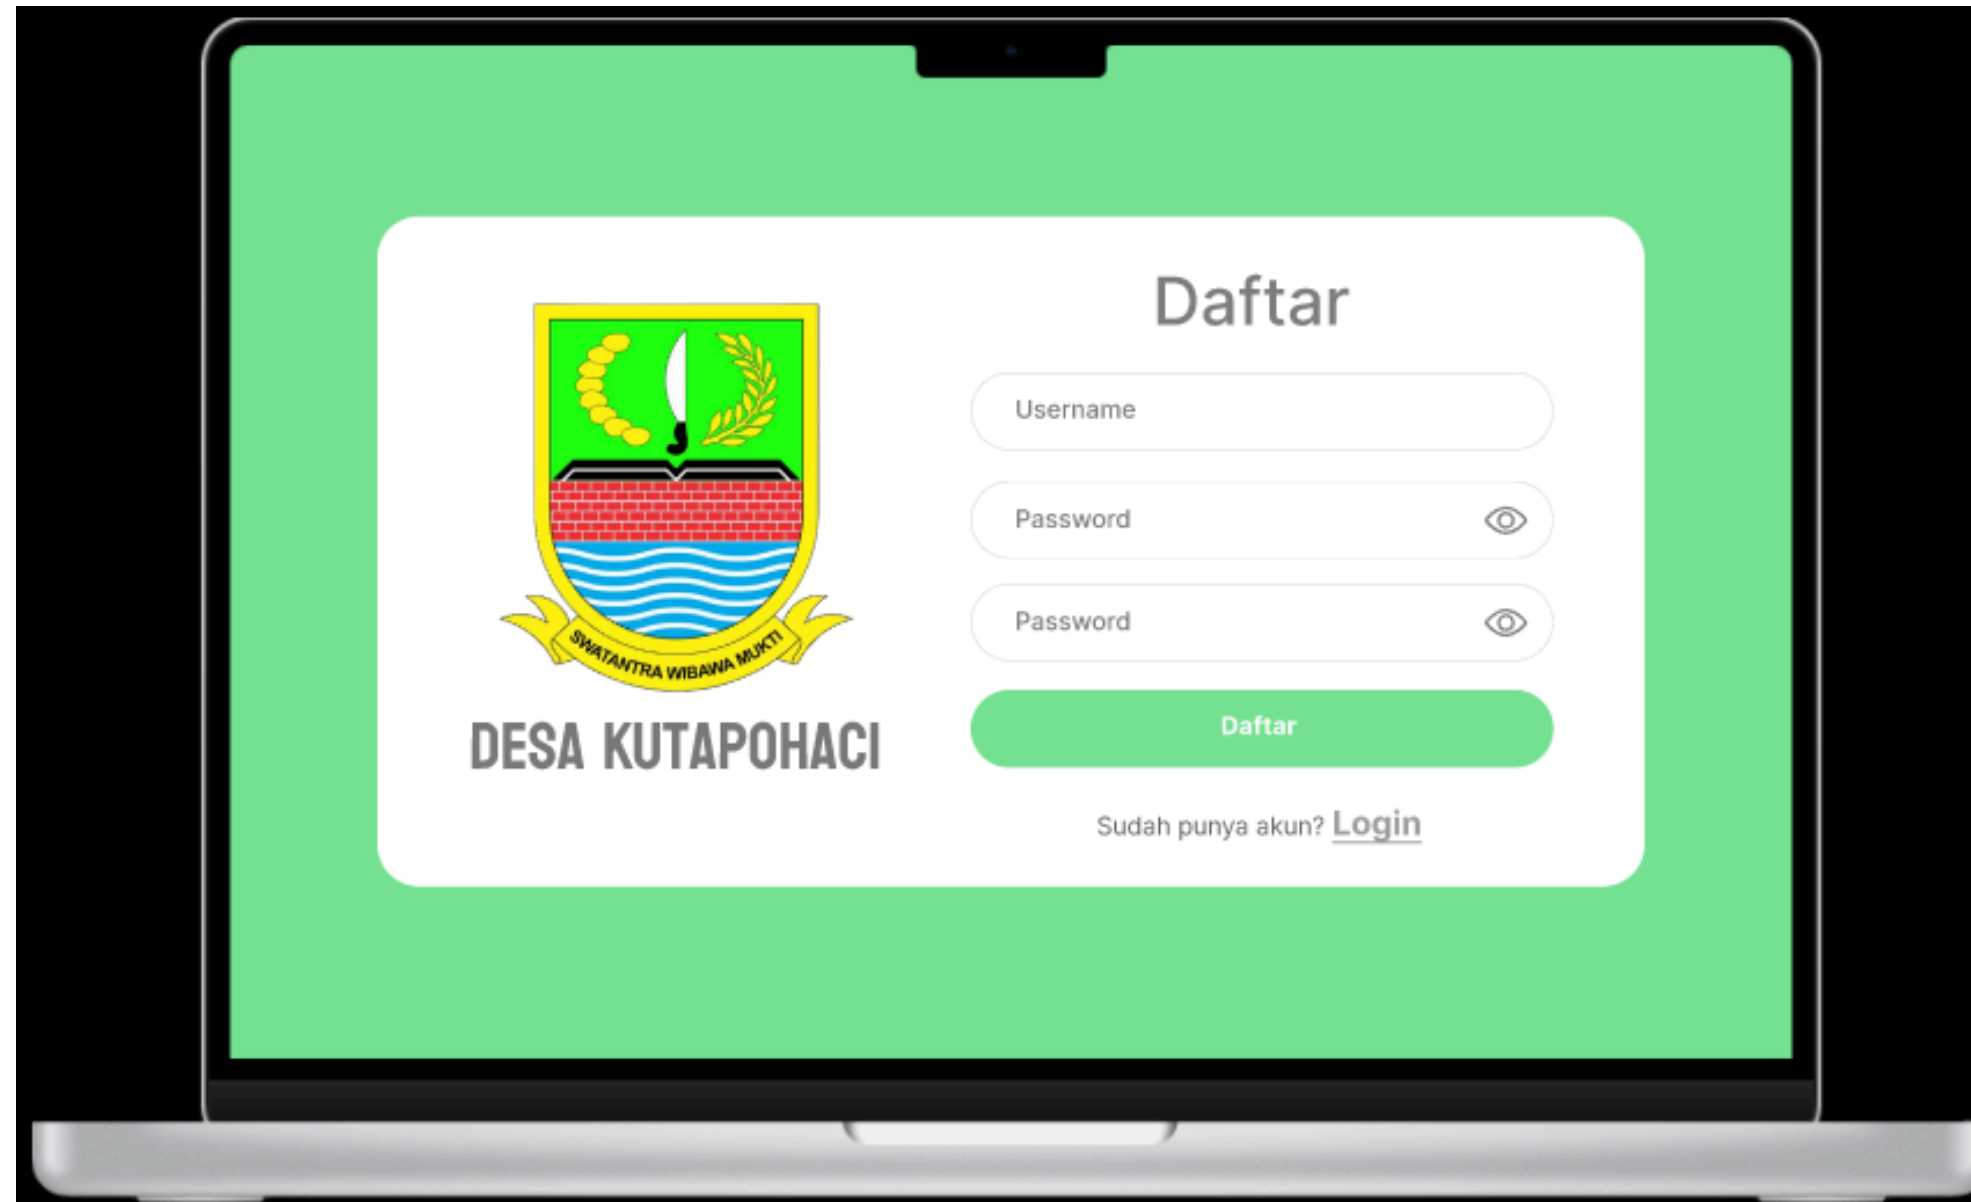 SWATANTRA WIBAWA MUKTI
DESA KUTAPOHACI
Daftar
Username
Password
Password
Daftar
Sudah punya akun? Login